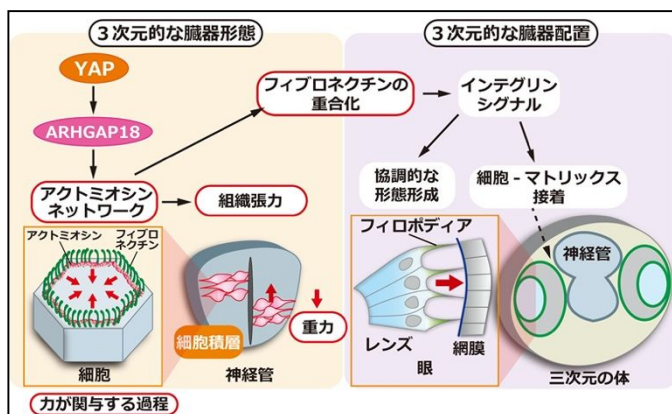 3次元的な臓器形態
YAP
ARHGAP18
アクトミオシン
ネットワーク
組織張力
フィブロネクチンの
重合化
アクトミオシン
フィブロ
ネクチン
細胞
細胞積層
神経管
重力
力が関与する過程
3次元的な臓器配置
インテグリン
シグナル
協調的な
形態形成
細胞 - マトリックス
接着
フィロポディア
レンズ
網膜
眼
神経管
三次元の体